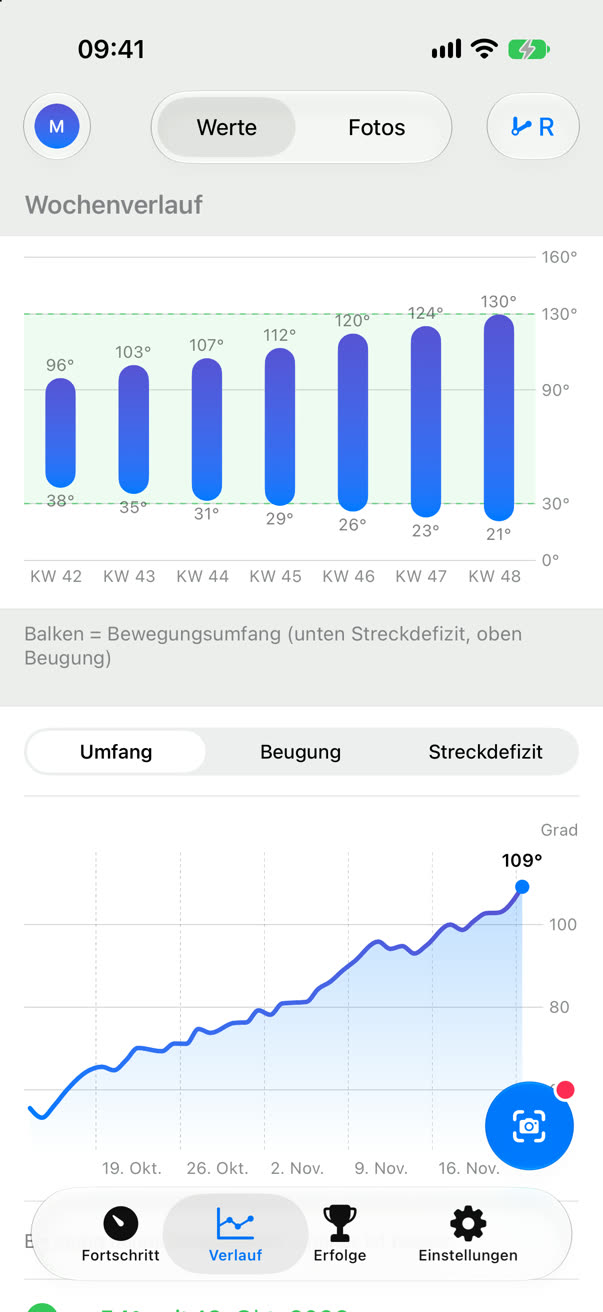 09:41
M
Werte
Fotos
R
Wochenverlauf
160°
130°
90°
30°
0°
96°
103°
107°
112°
120°
124°
130°
38°
35°
31°
29°
26°
23°
21°
KW 42
KW 43
KW 44
KW 45
KW 46
KW 47
KW 48
Balken = Bewegungsumfang (unten Streckdefizit, oben
Beugung)
Umfang
Beugung
Streckdefizit
Grad
109°
100
80
19. Okt.
26. Okt.
2. Nov.
9. Nov.
16. Nov.
Fortschritt
Verlauf
Erfolge
Einstellungen